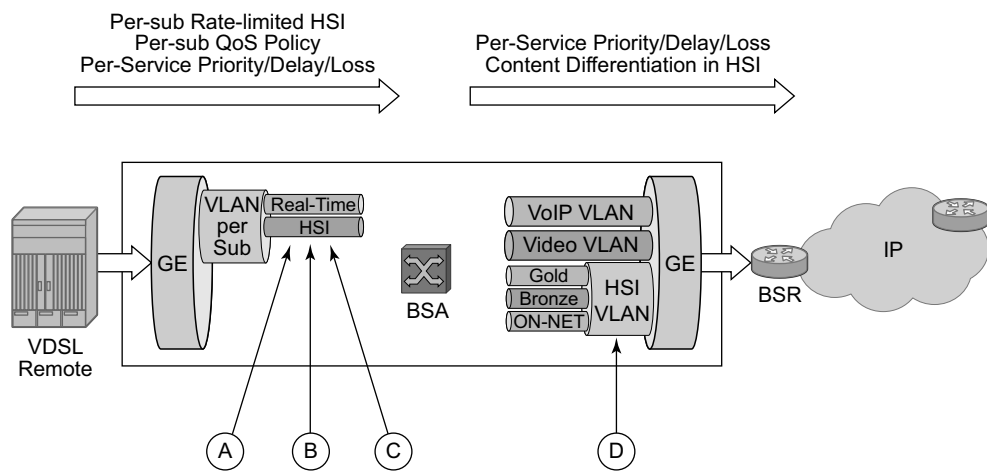 Per-sub Rate-limited HSI
Per-sub QoS Policy
Per-Service Priority/Delay/Loss
Per-Service Priority/Delay/Loss
Content Differentiation in HSI
VDSL
Remote
GE
VLAN
per
Sub
Real-Time
HSI
BSA
VoIP VLAN
Video VLAN
Gold
Bronze
ON-NET
HSI
VLAN
GE
BSR
IP
A
B
C
D